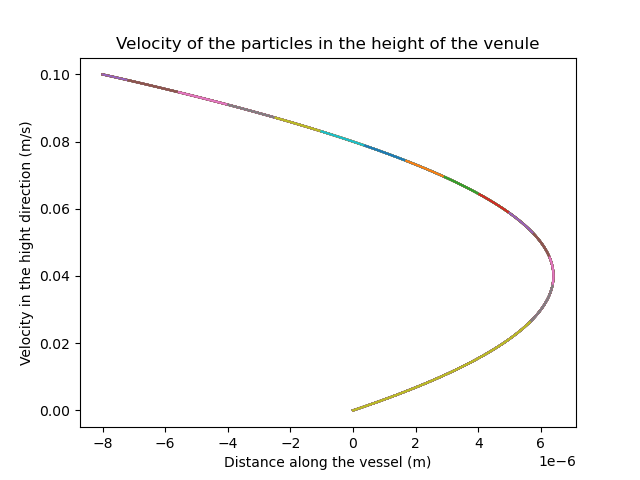 Velocity of the particles in the height of the venule
Velocity in the hight direction (m/s)
0.10
0.08
0.06
0.04
0.02
0.00
−8 −6 −4 −2 0 2 4 6
1e−6
Distance along the vessel (m)